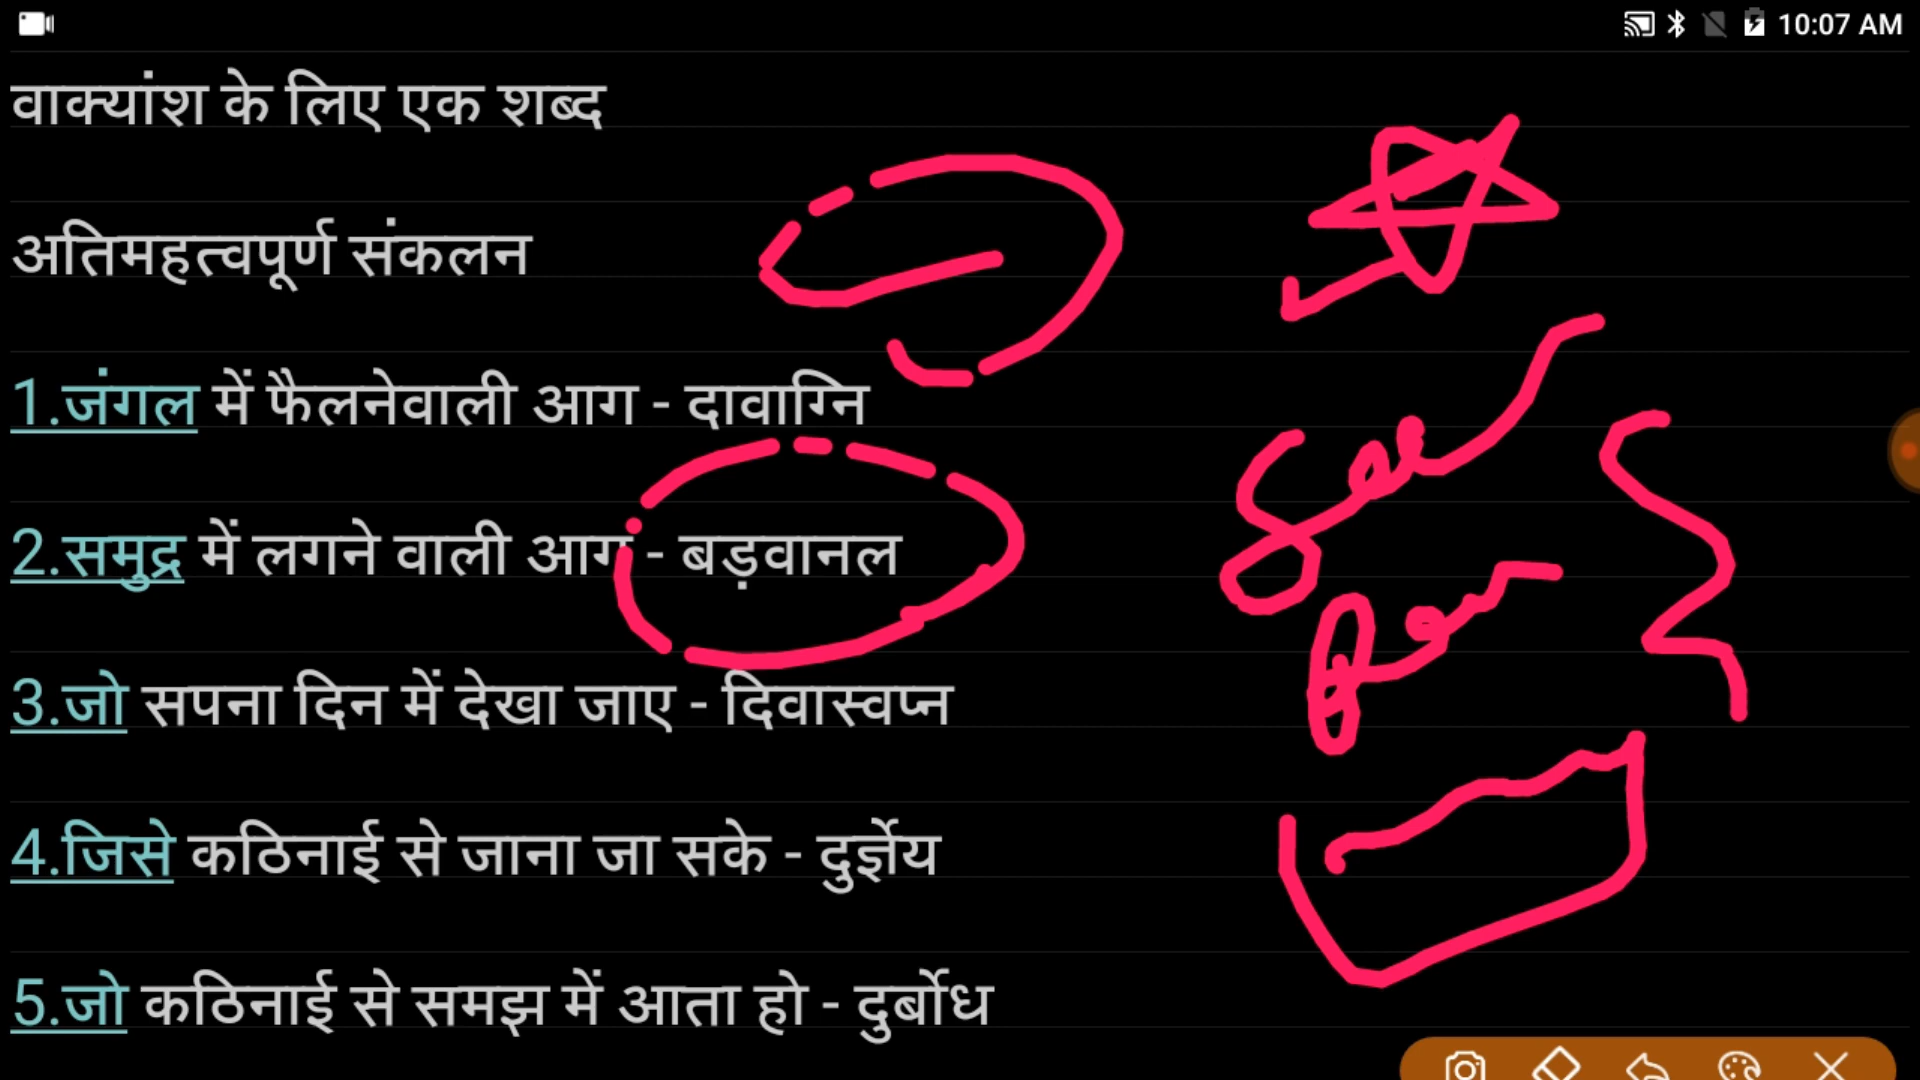 10:07 AM
वाक्यांश के लिए एक शब्द
अतिमहत्वपूर्ण संकलन
1.जंगल में फैलनेवाली आग - दावाग्नि
2.समुद्र में लगने वाली आग - बड़वानल
3.जो सपना दिन में देखा जाए - दिवास्वप्न
4.जिसे कठिनाई से जाना जा सके - दुर्ज्ञेय
5.जो कठिनाई से समझ में आता हो - दुर्बोध